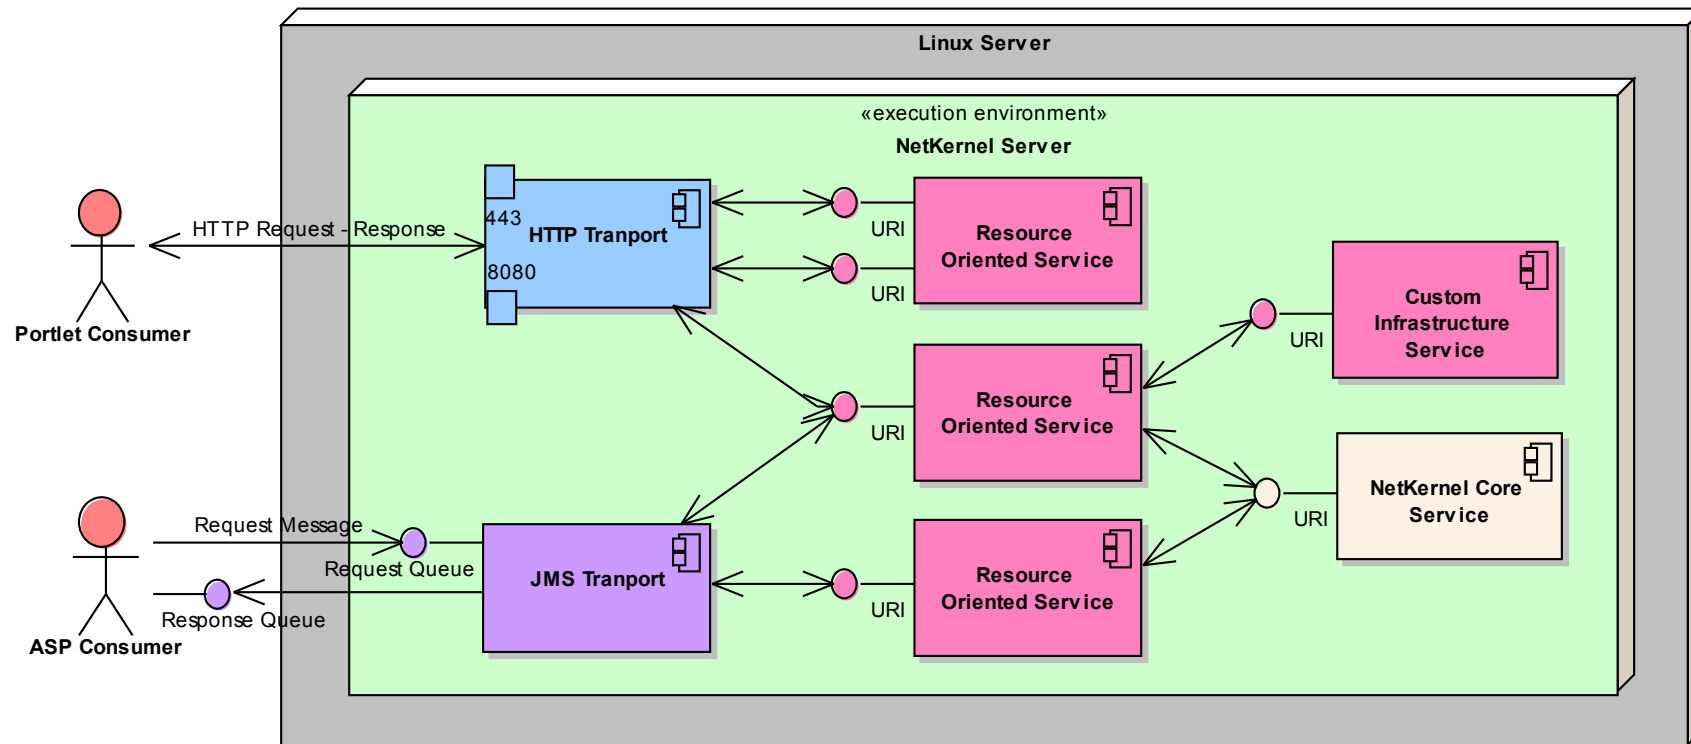 Linux Server
«execution environment»
NetKernel Server
443
HTTP Request - Response
HTTP Tranport
8080
Portlet Consumer
URI
URI
Resource
Oriented Service
Custom
Infrastructure
Service
URI
Resource
Oriented Service
URI
NetKernel Core
Service
URI
Request Message
Request Queue
Response Queue
ASP Consumer
JMS Tranport
URI
Resource
Oriented Service